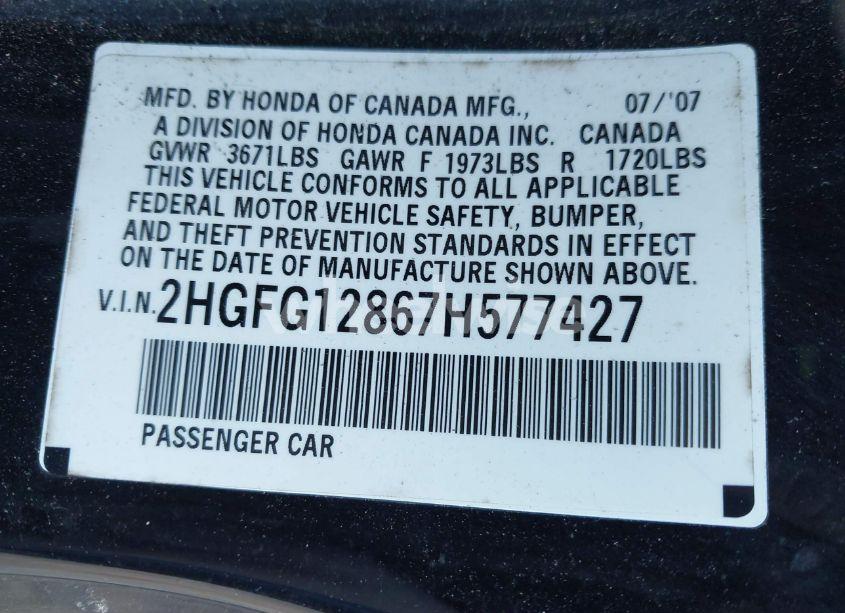 MFD. BY HONDA OF CANADA MFG., 07/'07
A DIVISION OF HONDA CANADA INC. CANADA
GVWR 3671LBS GAWR F 1973LBS R 1720LBS
THIS VEHICLE CONFORMS TO ALL APPLICABLE
FEDERAL MOTOR VEHICLE SAFETY, BUMPER,
AND THEFT PREVENTION STANDARDS IN EFFECT
ON THE DATE OF MANUFACTURE SHOWN ABOVE.
V.I.N. 2HGFG12867H577427
PASSENGER CAR